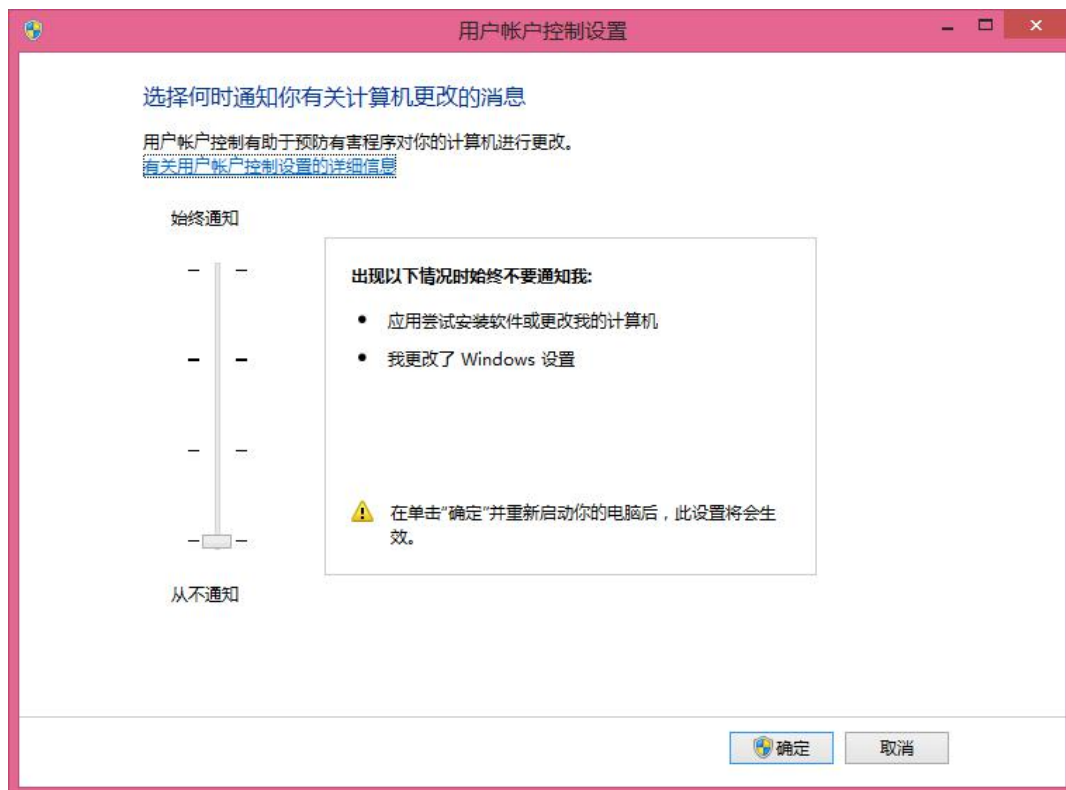 用户帐户控制设置
选择何时通知你有关计算机更改的消息
用户帐户控制有助于预防有害程序对你的计算机进行更改。
有关用户帐户控制设置的详细信息
始终通知
出现以下情况时始终不要通知我:
• 应用尝试安装软件或更改我的计算机
• 我更改了 Windows 设置
在单击“确定”并重新启动你的电脑后，此设置将会生
效。
从不通知
确定
取消